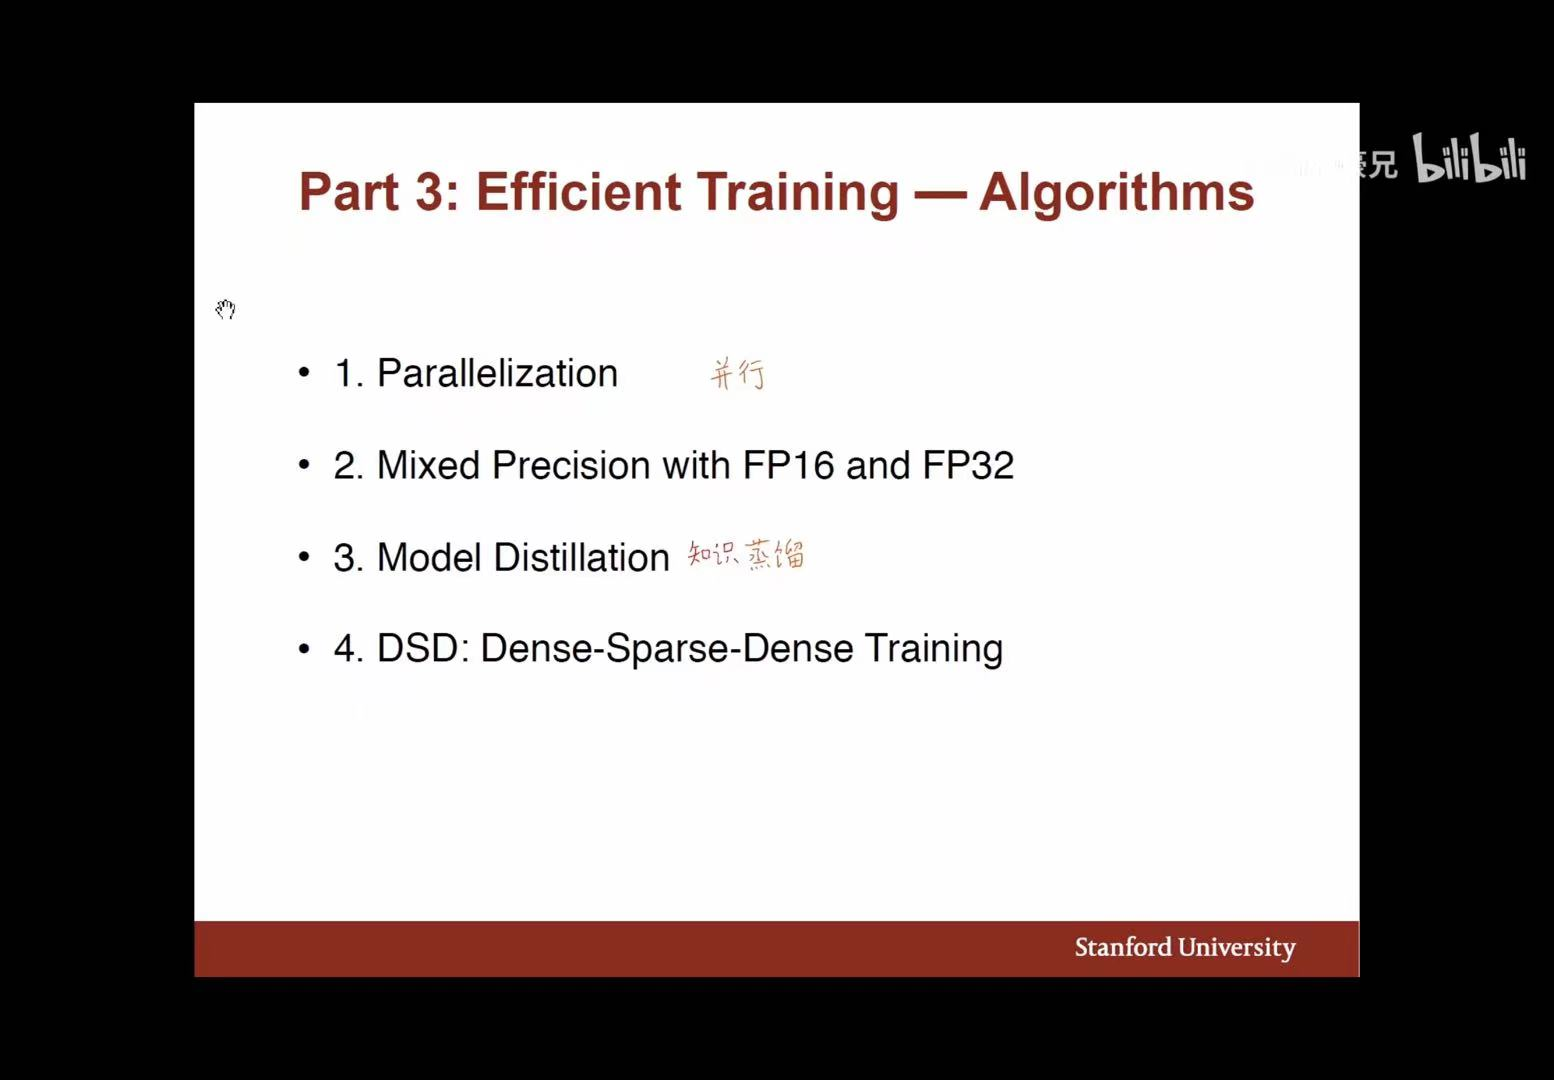 兄 bilibili
Part 3: Efficient Training — Algorithms
• 1. Parallelization 并行
• 2. Mixed Precision with FP16 and FP32
• 3. Model Distillation 知识蒸馏
• 4. DSD: Dense-Sparse-Dense Training
Stanford University